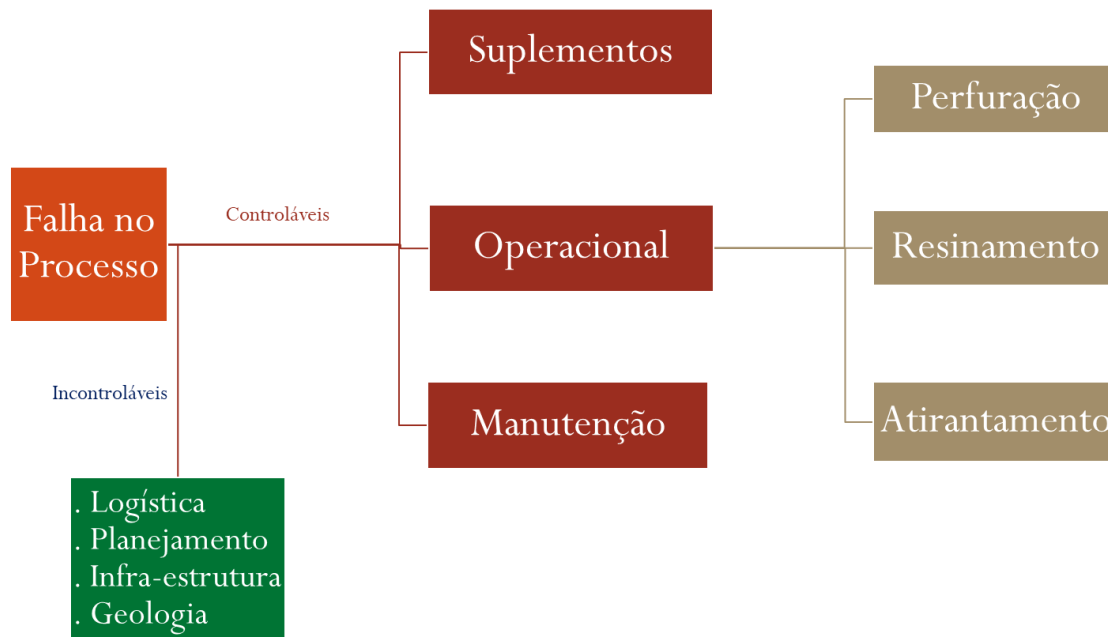 Falha no
Processo
Controláveis
Incontroláveis
. Logística
. Planejamento
. Infra-estrutura
. Geologia
Suplementos
Operacional
Manutenção
Perfuração
Resinamento
Atirantamento